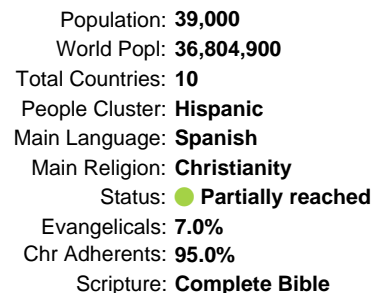 Population: 39,000
World Popl: 36,804,900
Total Countries: 10
People Cluster: Hispanic
Main Language: Spanish
Main Religion: Christianity
Status: Partially reached
Evangelicals: 7.0%
Chr Adherents: 95.0%
Scripture: Complete Bible